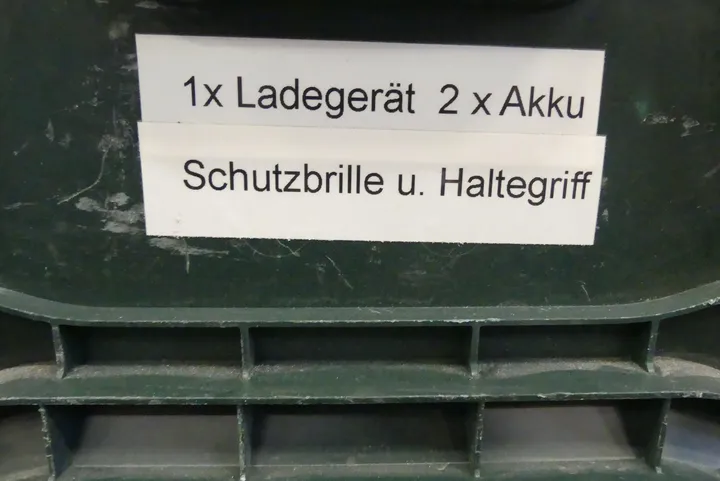 1x Ladegerät 2 x Akku
Schutzbrille u. Haltegriff